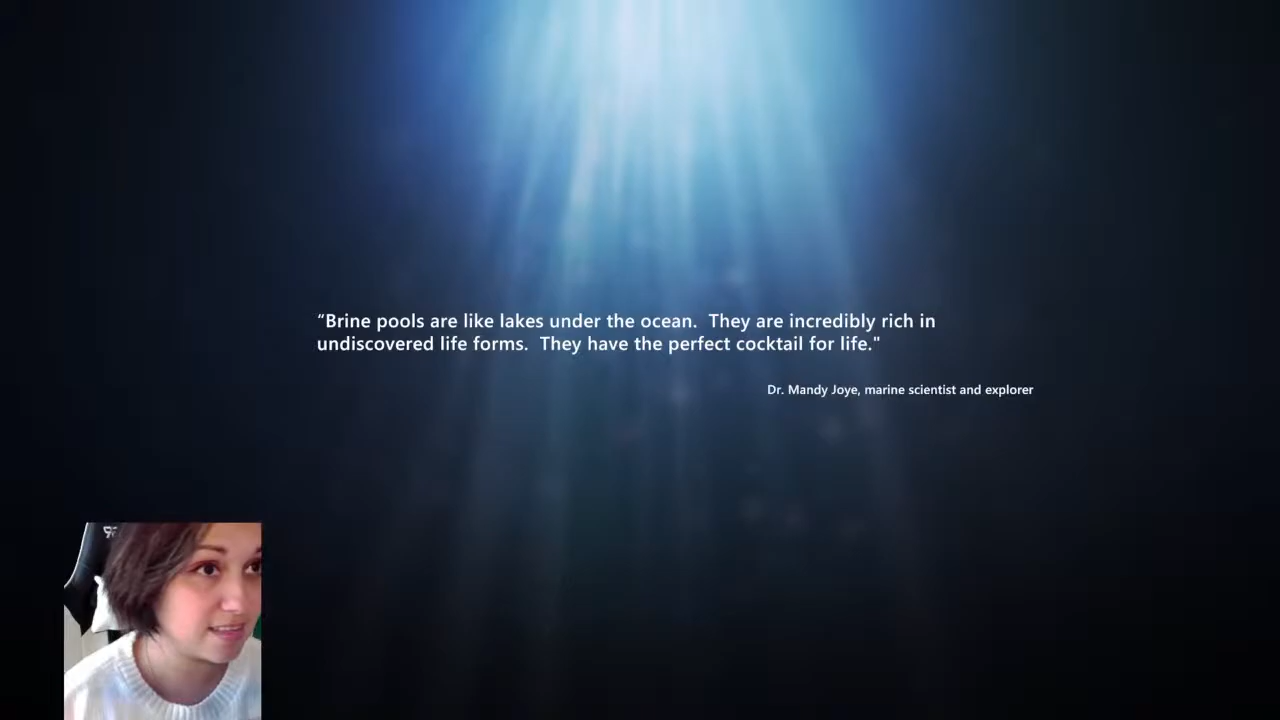 “Brine pools are like lakes under the ocean.  They are incredibly rich in
undiscovered life forms.  They have the perfect cocktail for life."
Dr. Mandy Joye, marine scientist and explorer